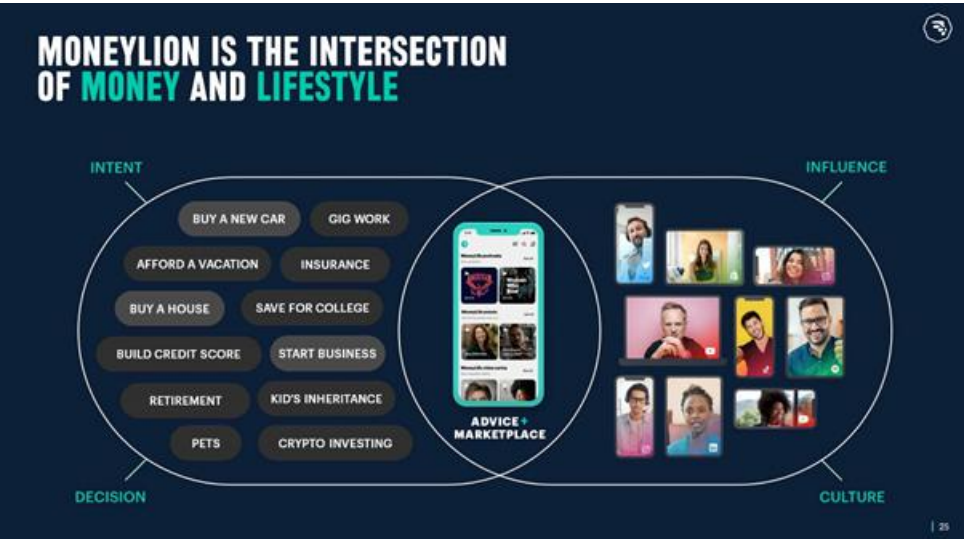 MONEYLION IS THE INTERSECTION
OF MONEY AND LIFESTYLE
INTENT
INFLUENCE
BUY A NEW CAR
GIG WORK
AFFORD A VACATION
INSURANCE
BUY A HOUSE
SAVE FOR COLLEGE
BUILD CREDIT SCORE
START BUSINESS
RETIREMENT
KID'S INHERITANCE
PETS
CRYPTO INVESTING
ADVICE+
MARKETPLACE
DECISION
CULTURE
| 25